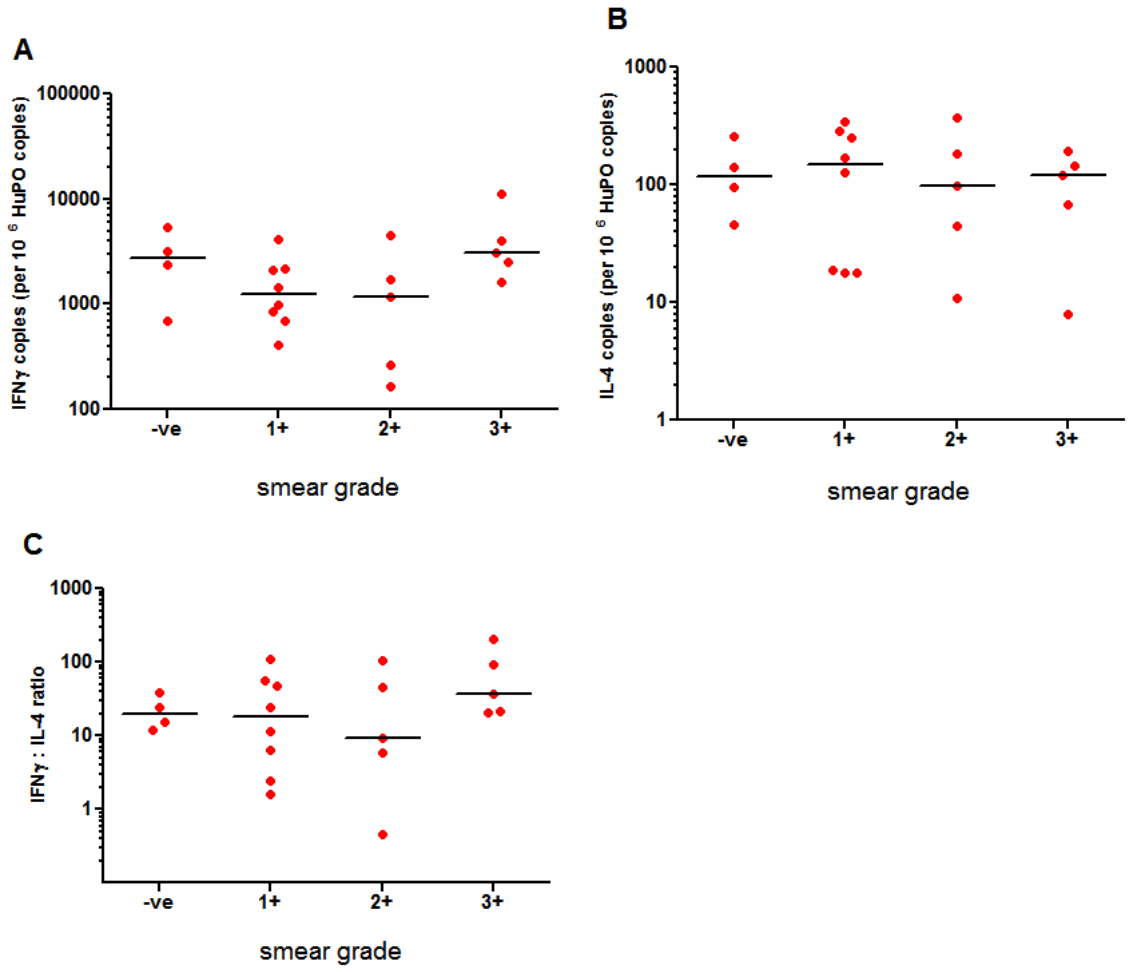 A
IFNγ copies (per 10 6 HuPO copies)
100000
10000
1000
100
-ve 1+ 2+ 3+
smear grade
B
IL-4 copies (per 10 6 HuPO copies)
1000
100
10
1
-ve 1+ 2+ 3+
smear grade
C
IFNγ : IL-4 ratio
1000
100
10
1
-ve 1+ 2+ 3+
smear grade